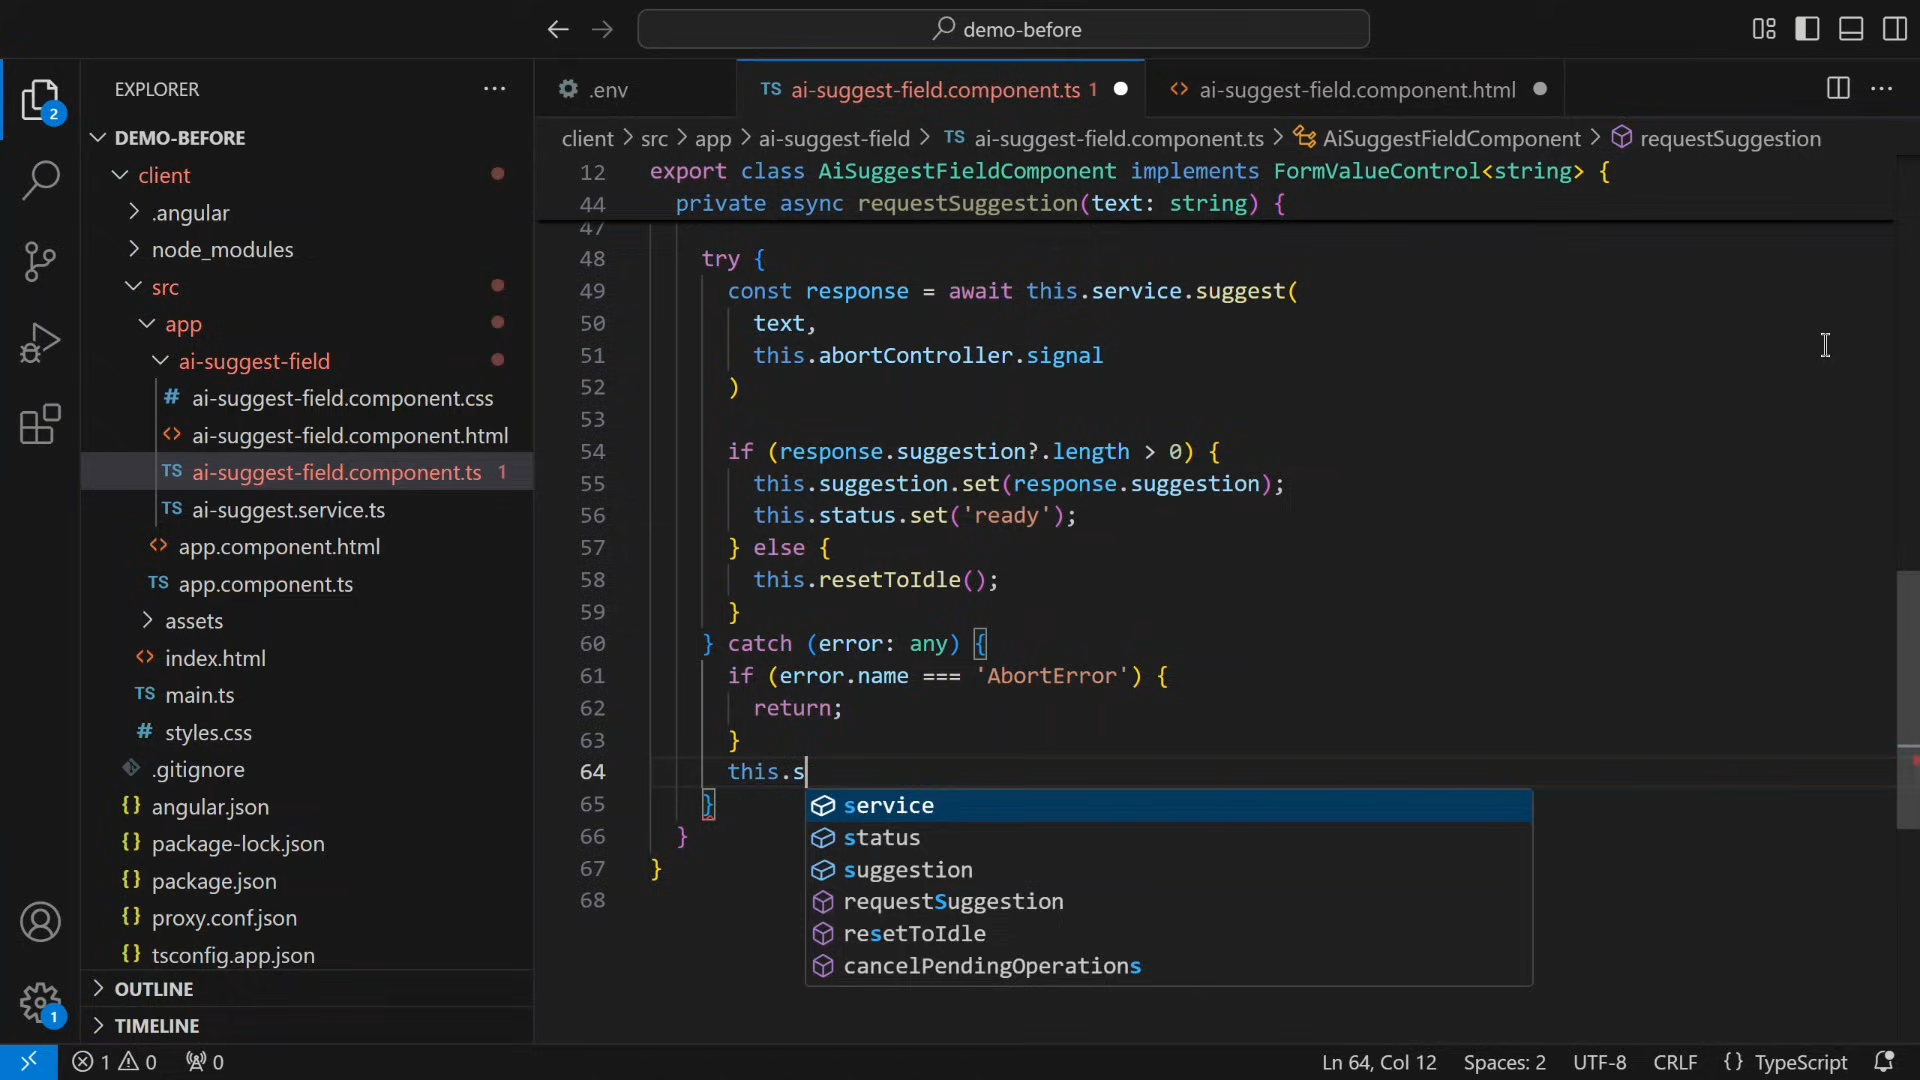 demo-before
EXPLORER
.env
TS ai-suggest-field.component.ts 1
ai-suggest-field.component.html
DEMO-BEFORE
client > src > app > ai-suggest-field > TS ai-suggest-field.component.ts > AiSuggestFieldComponent > requestSuggestion
client
.angular
node_modules
src
app
ai-suggest-field
# ai-suggest-field.component.css
ai-suggest-field.component.html
TS ai-suggest-field.component.ts 1
TS ai-suggest.service.ts
app.component.html
TS app.component.ts
assets
index.html
TS main.ts
# styles.css
.gitignore
{} angular.json
{} package-lock.json
{} package.json
{} proxy.conf.json
{} tsconfig.app.json
OUTLINE
TIMELINE
2
1
12 export class AiSuggestFieldComponent implements FormValueControl<string> {
44 private async requestSuggestion(text: string) {
47
48 try {
49 const response = await this.service.suggest(
50 text,
51 this.abortController.signal
52 )
53
54 if (response.suggestion?.length > 0) {
55 this.suggestion.set(response.suggestion);
56 this.status.set('ready');
57 } else {
58 this.resetToIdle();
59 }
60 } catch (error: any) {
61 if (error.name === 'AbortError') {
62 return;
63 }
64 this.s
65 }
66 }
67 }
68
service
status
suggestion
requestSuggestion
resetToIdle
cancelPendingOperations
1 0 0
Ln 64, Col 12 Spaces: 2 UTF-8 CRLF {} TypeScript